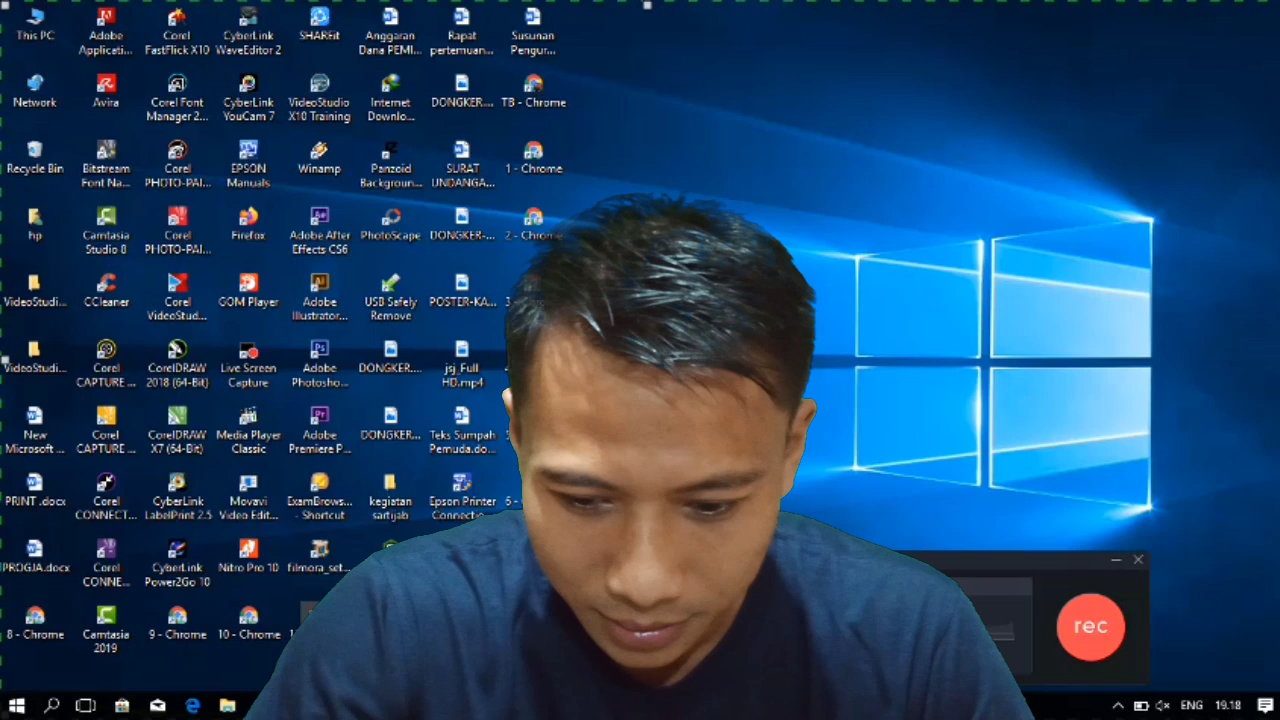 This PC
Adobe
Applicati...
Corel
FastFlick X10
CyberLink
WaveEditor 2
SHAREit
Anggaran
Dana PEMI...
Rapat
pertemuan...
Susunan
Pengur...
Network
Avira
Corel Font
Manager 2...
CyberLink
YouCam 7
VideoStudio
X10 Training
Internet
Downlo...
DONGKER....
TB - Chrome
Recycle Bin
Bitstream
Font Na...
Corel
PHOTO-PAI...
EPSON
Manuals
Winamp
Panzoid
Backgroun...
SURAT
UNDANGA...
1 - Chrome
hp
Camtasia
Studio 8
Corel
PHOTO-PAI...
Firefox
Adobe After
Effects CS6
PhotoScape
DONGKER-...
2 - Chrome
VideoStudi...
CCleaner
Corel
VideoStud...
GOM Player
Adobe
Illustrator...
USB Safely
Remove
POSTER-KA...
VideoStudi...
Corel
CAPTURE ...
CorelDRAW
2018 (64-Bit)
Live Screen
Capture
Adobe
Photosho...
DONGKER....
jsj_Full
HD.mp4
New
Microsoft ...
Corel
CAPTURE ...
CorelDRAW
X7 (64-Bit)
Media Player
Classic
Adobe
Premiere P...
DONGKER...
Teks Sumpah
Pemuda.do...
PRINT .docx
Corel
CONNECT...
CyberLink
LabelPrint 2.5
Movavi
Video Edit...
ExamBrows...
- Shortcut
kegiatan
sartijab
Epson Printer
Connectio...
PROGJA.docx
Corel
CONNE...
CyberLink
Power2Go 10
Nitro Pro 10
filmora_set...
8 - Chrome
Camtasia
2019
9 - Chrome
10 - Chrome
rec
ENG
19.18